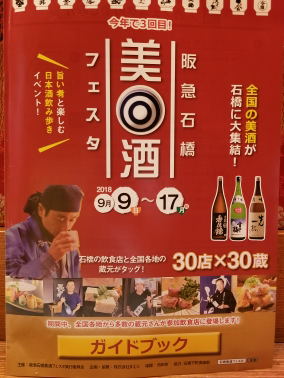 今年で3回目!
阪急石橋
美酒
フェスタ
旨い肴と楽しむ
日本酒飲み歩き
イベント!
全国の美酒が
石橋に大集結!
2018
9月9日〜17月
石橋の飲食店と全国各地の
蔵元がタッグ!
30店×30蔵
期間中、全国各地から多数の蔵元さんが参加飲食店に登場します!
ガイドブック